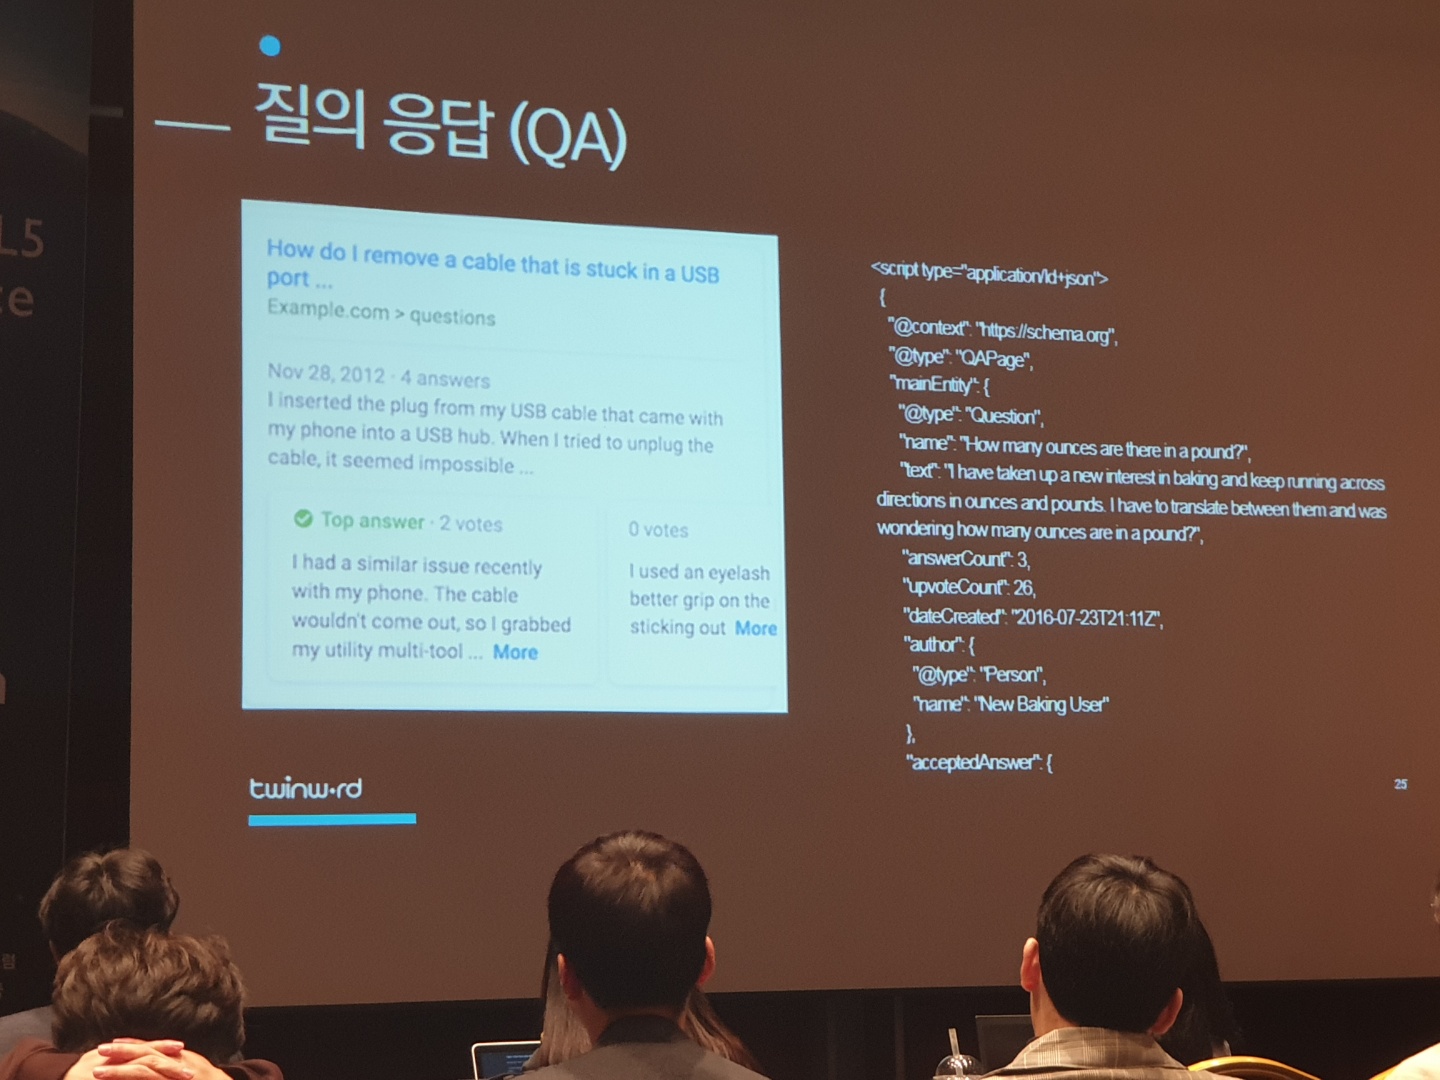 질의 응답 (QA)
How do I remove a cable that is stuck in a USB
port ...
Example.com > questions
Nov 28, 2012 · 4 answers
I inserted the plug from my USB cable that came with
my phone into a USB hub. When I tried to unplug the
cable, it seemed impossible ...
Top answer · 2 votes
I had a similar issue recently
with my phone. The cable
wouldn't come out, so I grabbed
my utility multi-tool ... More
0 votes
I used an eyelash
better grip on the
sticking out More
<script type="application/ld+json">
{
"@context": "https://schema.org",
"@type": "QAPage",
"mainEntity": {
"@type": "Question",
"name": "How many ounces are there in a pound?",
"text": "I have taken up a new interest in baking and keep running across
directions in ounces and pounds. I have to translate between them and was
wondering how many ounces are in a pound?",
"answerCount": 3,
"upvoteCount": 26,
"dateCreated": "2016-07-23T21:11Z",
"author": {
"@type": "Person",
"name": "New Baking User"
},
"acceptedAnswer": {
twinw·rd
25
L5